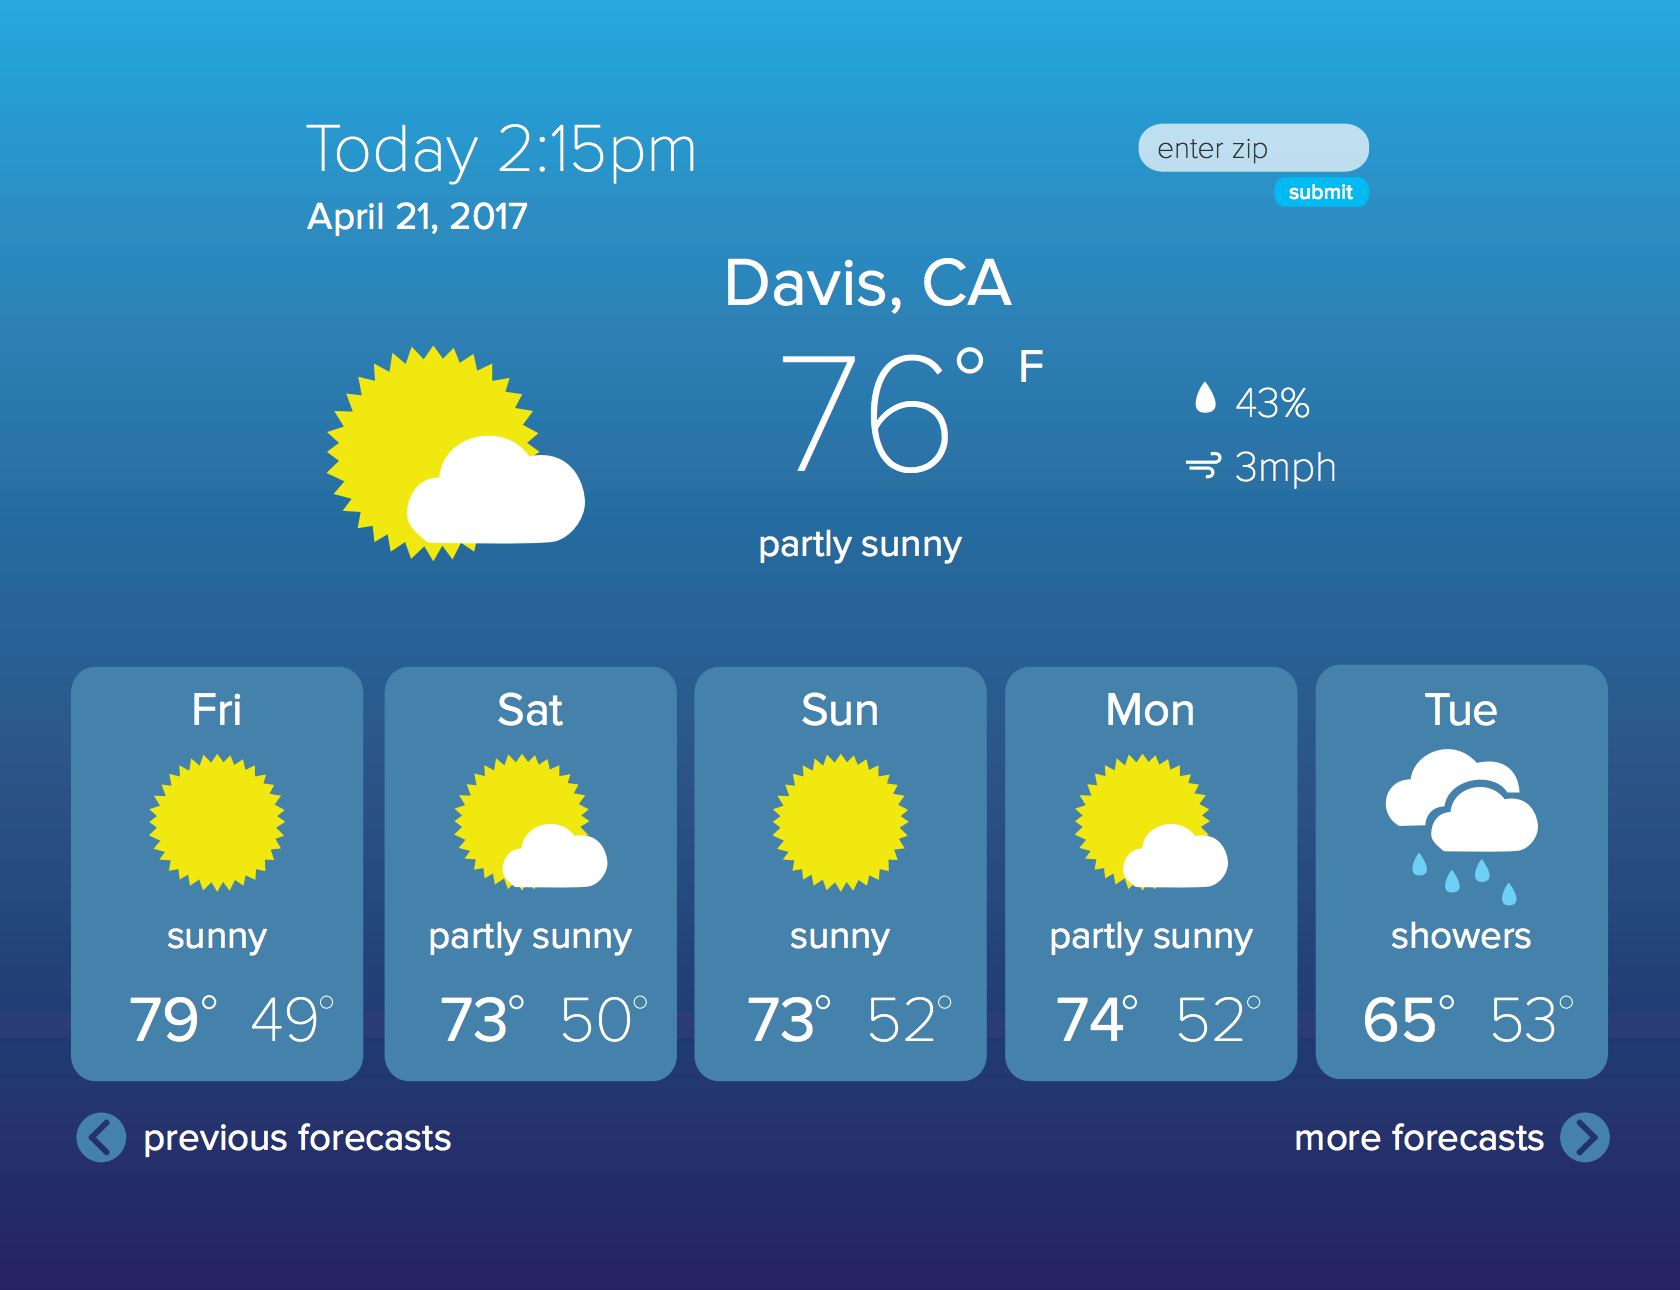 Today 2:15pm
April 21, 2017
enter zip
submit
Davis, CA
76° F
43%
3mph
partly sunny
Fri
sunny
79° 49°
Sat
partly sunny
73° 50°
Sun
sunny
73° 52°
Mon
partly sunny
74° 52°
Tue
showers
65° 53°
previous forecasts
more forecasts